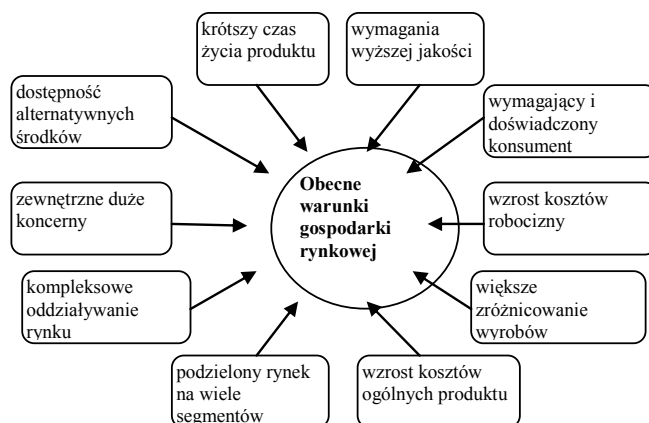 krótszy czas
życia produktu
wymagania
wyższej jakości
dostępność
alternatywnych
środków
wymagający i
doświadczony
konsument
Obecne
warunki
gospodarki
rynkowej
zewnętrzne duże
koncerny
wzrost kosztów
robocizny
kompleksowe
oddziaływanie
rynku
większe
zróżnicowanie
wyrobów
podzielony rynek
na wiele
segmentów
wzrost kosztów
ogólnych produktu